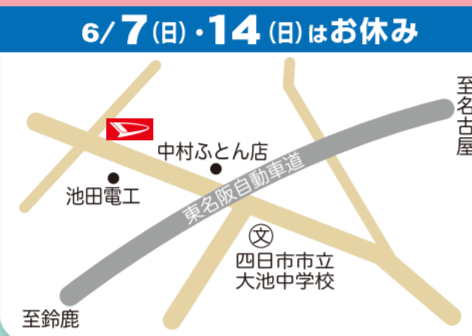 6/7(日)・14(日)はお休み
至名古屋
中村ふとん店
池田電工
東名阪自動車道
文
四日市市立
大池中学校
至鈴鹿